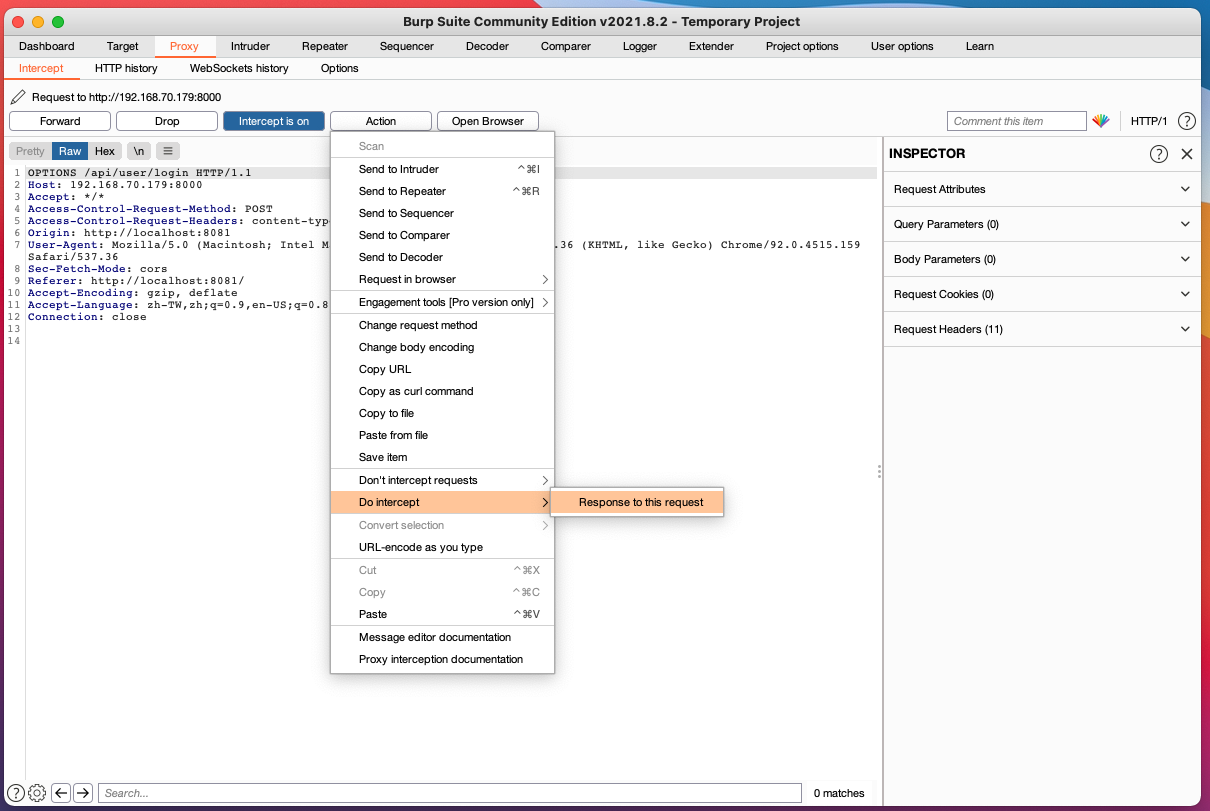 Burp Suite Community Edition v2021.8.2 - Temporary Project
Dashboard Target Proxy Intruder Repeater Sequencer Decoder Comparer Logger Extender Project options User options Learn
Intercept HTTP history WebSockets history Options
Request to http://192.168.70.179:8000
Forward Drop Intercept is on Action Open Browser Comment this item HTTP/1 ?
Pretty Raw Hex \n
1 OPTIONS /api/user/login HTTP/1.1
2 Host: 192.168.70.179:8000
3 Accept: */*
4 Access-Control-Request-Method: POST
5 Access-Control-Request-Headers: content-typ
6 Origin: http://localhost:8081
7 User-Agent: Mozilla/5.0 (Macintosh; Intel M .36 (KHTML, like Gecko) Chrome/92.0.4515.159
Safari/537.36
8 Sec-Fetch-Mode: cors
9 Referer: http://localhost:8081/
10 Accept-Encoding: gzip, deflate
11 Accept-Language: zh-TW,zh;q=0.9,en-US;q=0.8
12 Connection: close
13
14
Scan
Send to Intruder ^⌘I
Send to Repeater ^⌘R
Send to Sequencer
Send to Comparer
Send to Decoder
Request in browser
Engagement tools [Pro version only]
Change request method
Change body encoding
Copy URL
Copy as curl command
Copy to file
Paste from file
Save item
Don't intercept requests
Do intercept
Response to this request
Convert selection
URL-encode as you type
Cut ^⌘X
Copy ^⌘C
Paste ^⌘V
Message editor documentation
Proxy interception documentation
INSPECTOR ?
Request Attributes
Query Parameters (0)
Body Parameters (0)
Request Cookies (0)
Request Headers (11)
? Search... 0 matches